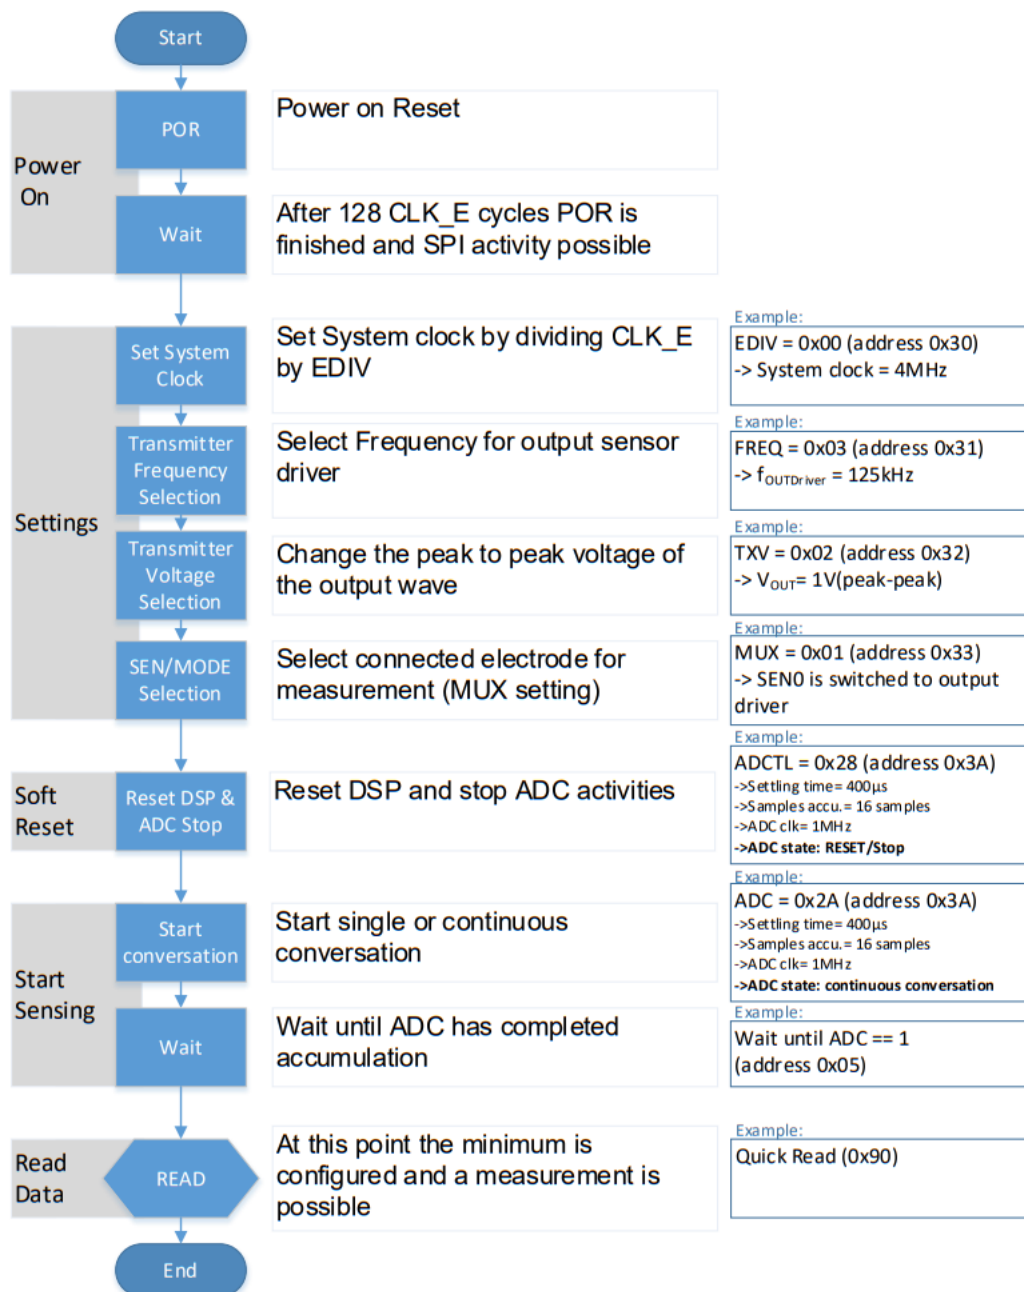 Start
Power
On
POR
Power on Reset
Wait
After 128 CLK_E cycles POR is
finished and SPI activity possible
Settings
Set System
Clock
Set System clock by dividing CLK_E
by EDIV
Example:
EDIV = 0x00 (address 0x30)
-> System clock = 4MHz
Transmitter
Frequency
Selection
Select Frequency for output sensor
driver
Example:
FREQ = 0x03 (address 0x31)
-> fOUTDriver = 125kHz
Transmitter
Voltage
Selection
Change the peak to peak voltage of
the output wave
Example:
TXV = 0x02 (address 0x32)
-> VOUT= 1V(peak-peak)
SEN/MODE
Selection
Select connected electrode for
measurement (MUX setting)
Example:
MUX = 0x01 (address 0x33)
-> SEN0 is switched to output
driver
Soft
Reset
Reset DSP &
ADC Stop
Reset DSP and stop ADC activities
Example:
ADCTL = 0x28 (address 0x3A)
->Settling time= 400µs
->Samples accu.= 16 samples
->ADC clk= 1MHz
->ADC state: RESET/Stop
Start
Sensing
Start
conversation
Start single or continuous
conversation
Example:
ADC = 0x2A (address 0x3A)
->Settling time= 400µs
->Samples accu.= 16 samples
->ADC clk= 1MHz
->ADC state: continuous conversation
Wait
Wait until ADC has completed
accumulation
Example:
Wait until ADC == 1
(address 0x05)
Read
Data
READ
At this point the minimum is
configured and a measurement is
possible
Example:
Quick Read (0x90)
End